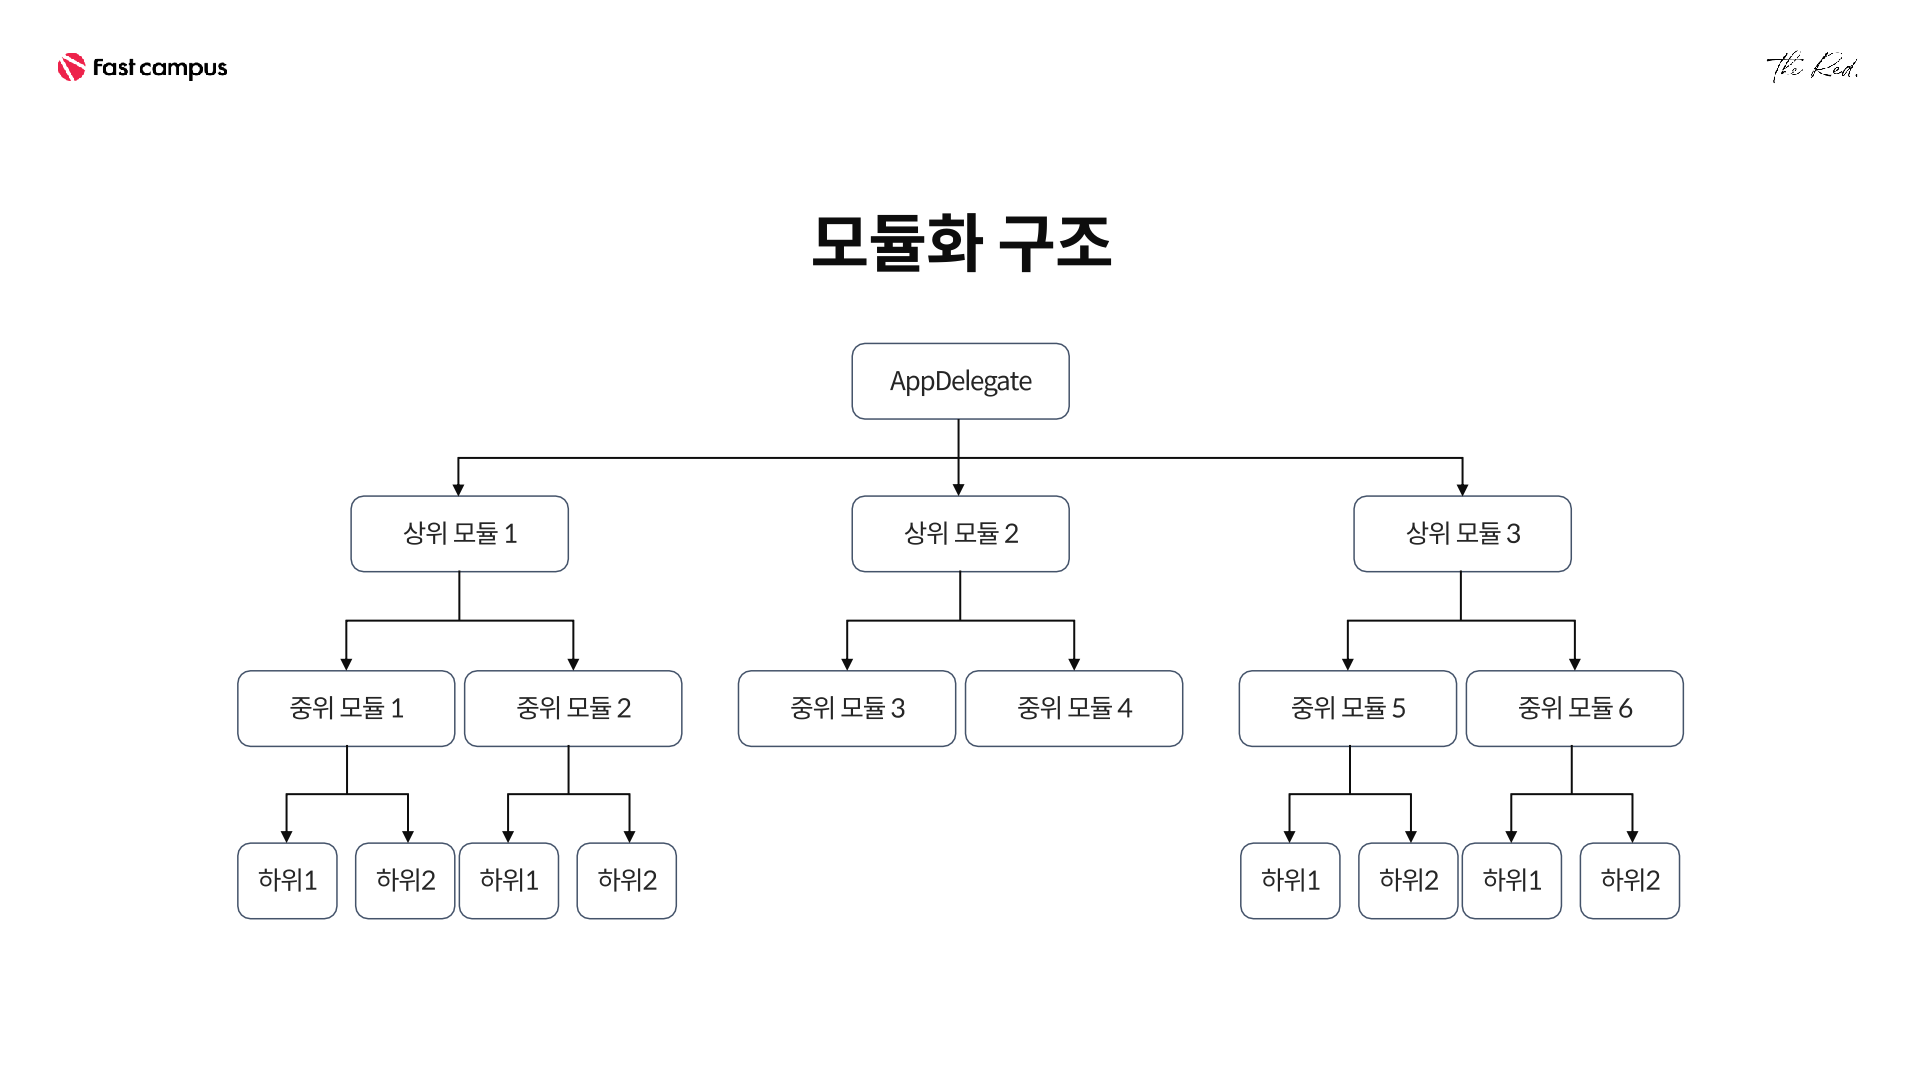 Fast campus
The Red.
모듈화 구조
AppDelegate
상위 모듈 1
상위 모듈 2
상위 모듈 3
중위 모듈 1
중위 모듈 2
중위 모듈 3
중위 모듈 4
중위 모듈 5
중위 모듈 6
하위1
하위2
하위1
하위2
하위1
하위2
하위1
하위2